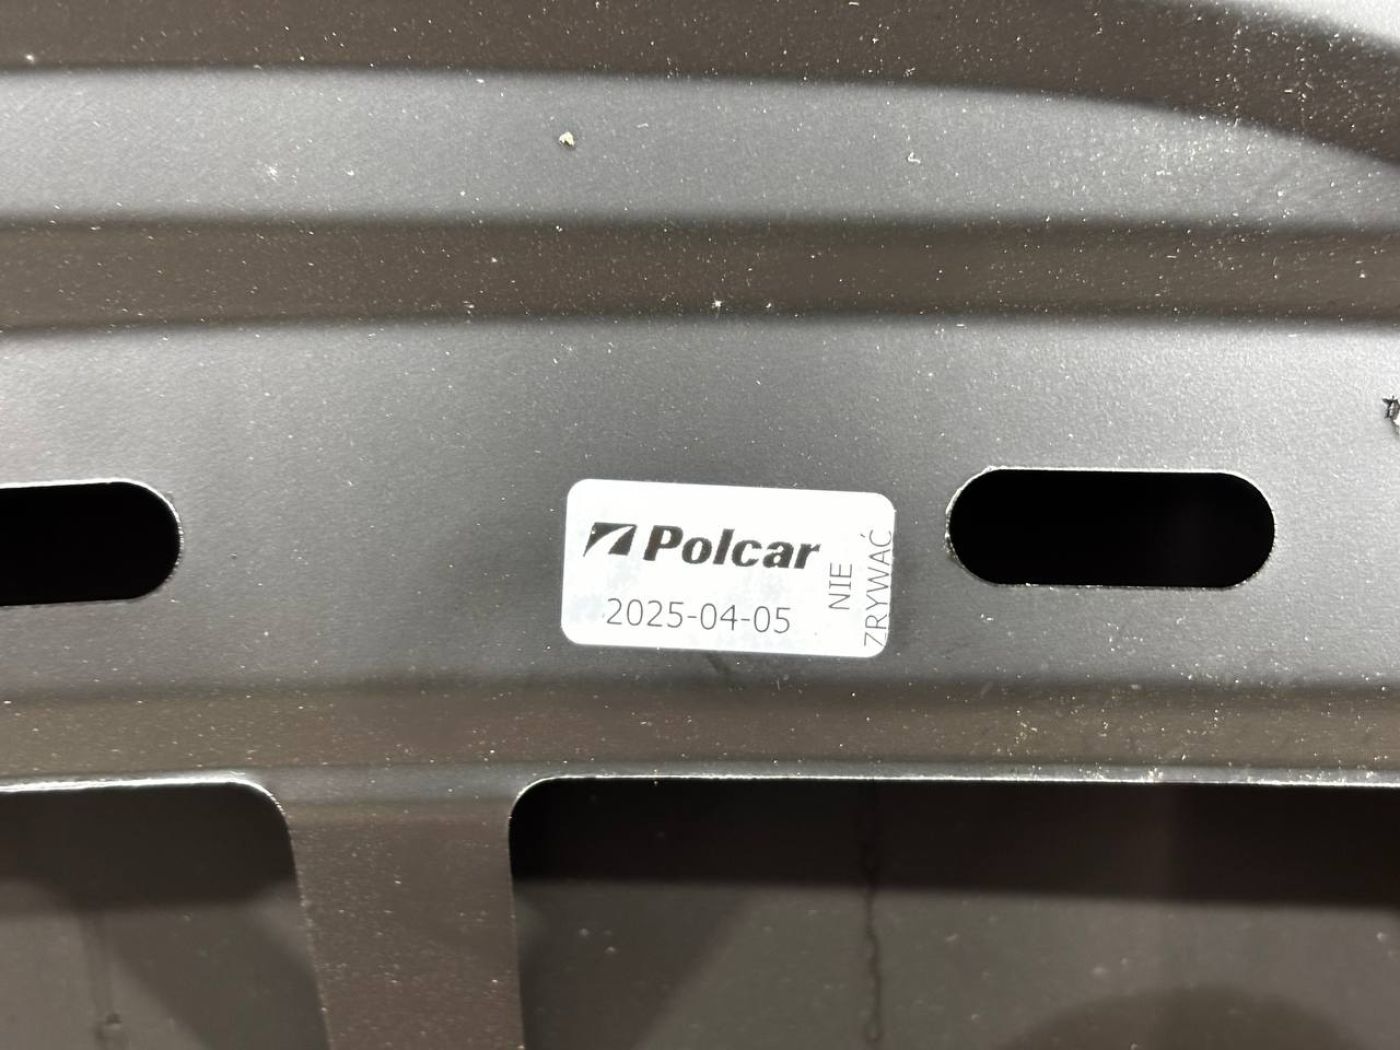 Polcar
2025-04-05
NIE
ZRYWAĆ